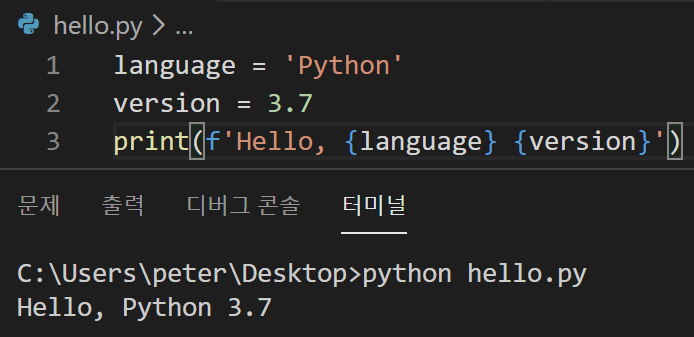 hello.py > ...
1 language = 'Python'
2 version = 3.7
3 print(f'Hello, {language} {version}')
문제 출력 디버그 콘솔 터미널
C:\Users\peter\Desktop>python hello.py
Hello, Python 3.7